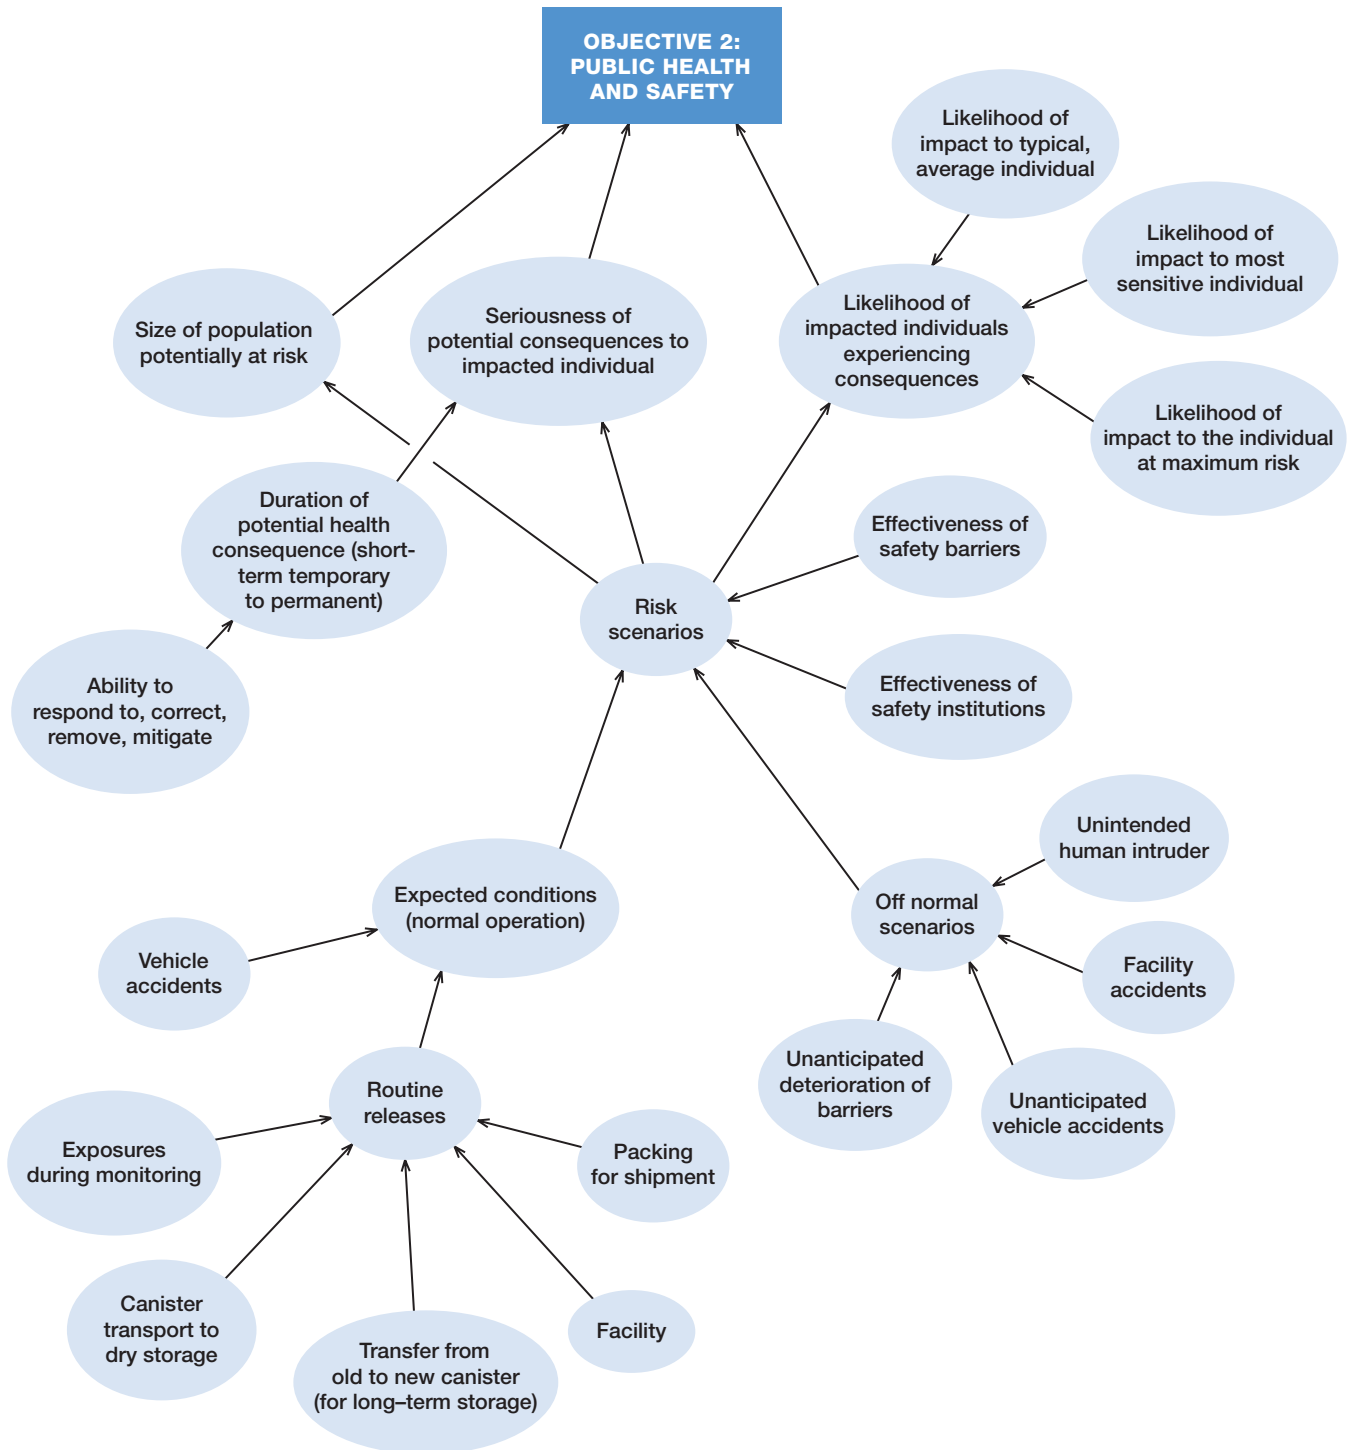 OBJECTIVE 2:
PUBLIC HEALTH
AND SAFETY
Likelihood of
impact to typical,
average individual
Likelihood of
impact to most
sensitive individual
Size of population
potentially at risk
Seriousness of
potential consequences to
impacted individual
Likelihood of
impacted individuals
experiencing
consequences
Likelihood of
impact to the individual
at maximum risk
Duration of
potential health
consequence (short-
term temporary
to permanent)
Effectiveness of
safety barriers
Risk
scenarios
Ability to
respond to, correct,
remove, mitigate
Effectiveness of
safety institutions
Unintended
human intruder
Expected conditions
(normal operation)
Off normal
scenarios
Vehicle
accidents
Facility
accidents
Unanticipated
deterioration of
barriers
Unanticipated
vehicle accidents
Routine
releases
Exposures
during monitoring
Packing
for shipment
Canister
transport to
dry storage
Transfer from
old to new canister
(for long–term storage)
Facility